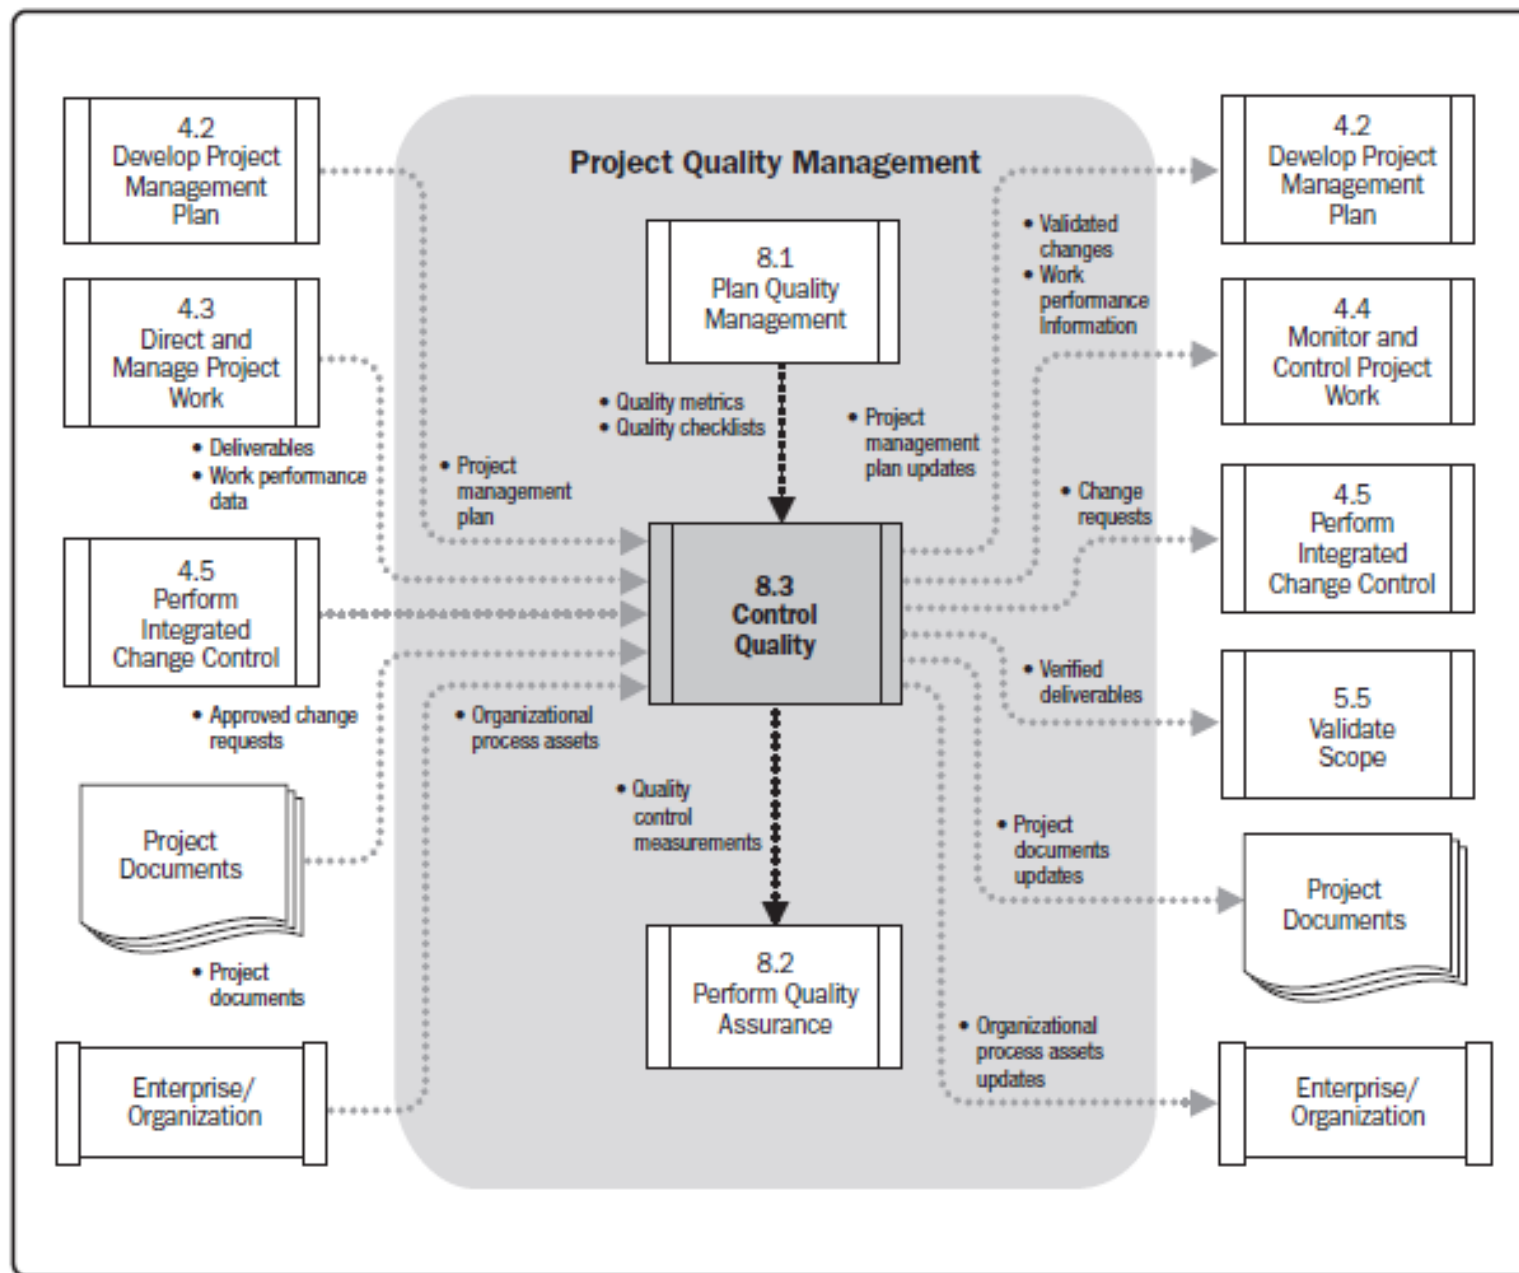 Project Quality Management
4.2
Develop Project
Management
Plan
4.3
Direct and
Manage Project
Work
• Deliverables
• Work performance
data
4.5
Perform
Integrated
Change Control
• Approved change
requests
Project
Documents
• Project
documents
Enterprise/
Organization
• Project
management
plan
• Organizational
process assets
8.1
Plan Quality
Management
• Quality metrics
• Quality checklists
8.3
Control
Quality
• Quality
control
measurements
8.2
Perform Quality
Assurance
• Project
management
plan updates
• Validated
changes
• Work
performance
Information
• Change
requests
• Verified
deliverables
• Project
documents
updates
• Organizational
process assets
updates
4.2
Develop Project
Management
Plan
4.4
Monitor and
Control Project
Work
4.5
Perform
Integrated
Change Control
5.5
Validate
Scope
Project
Documents
Enterprise/
Organization